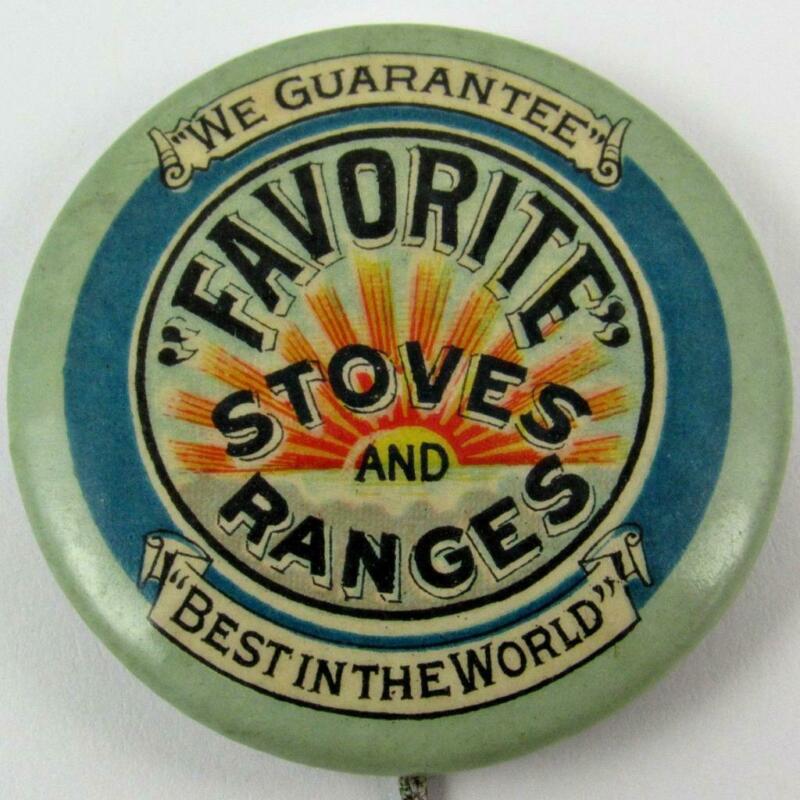 "WE GUARANTEE"
"FAVORITE"
STOVES
AND
RANGES
"BEST IN THE WORLD"